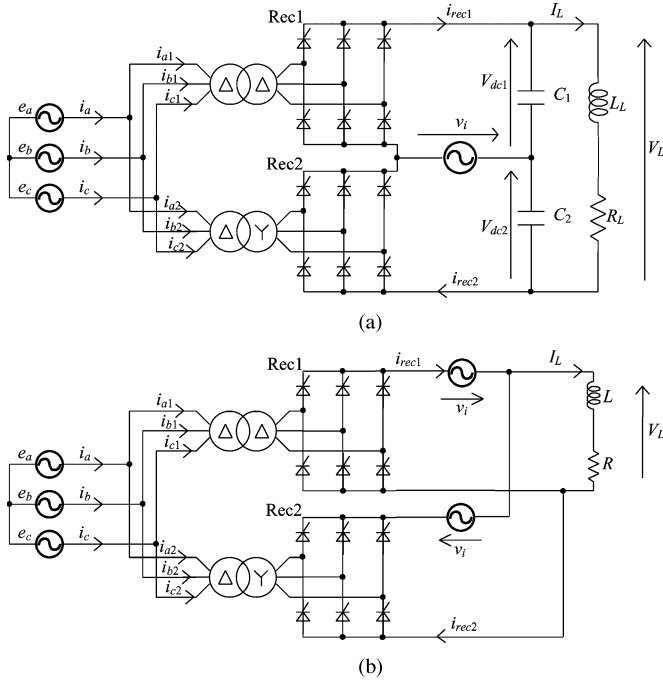 Rec1
i_rec1
I_L
i_a1
i_b1
i_c1
Δ Δ
V_dc1
C_1
L_L
e_a
i_a
e_b
i_b
e_c
i_c
v_i
V_L
Rec2
i_a2
i_b2
i_c2
Δ Y
V_dc2
C_2
R_L
i_rec2
(a)
Rec1
i_rec1
I_L
v_i
i_a1
i_b1
i_c1
Δ Δ
L
V_L
R
e_a
i_a
e_b
i_b
e_c
i_c
Rec2
v_i
i_a2
i_b2
i_c2
Δ Y
i_rec2
(b)